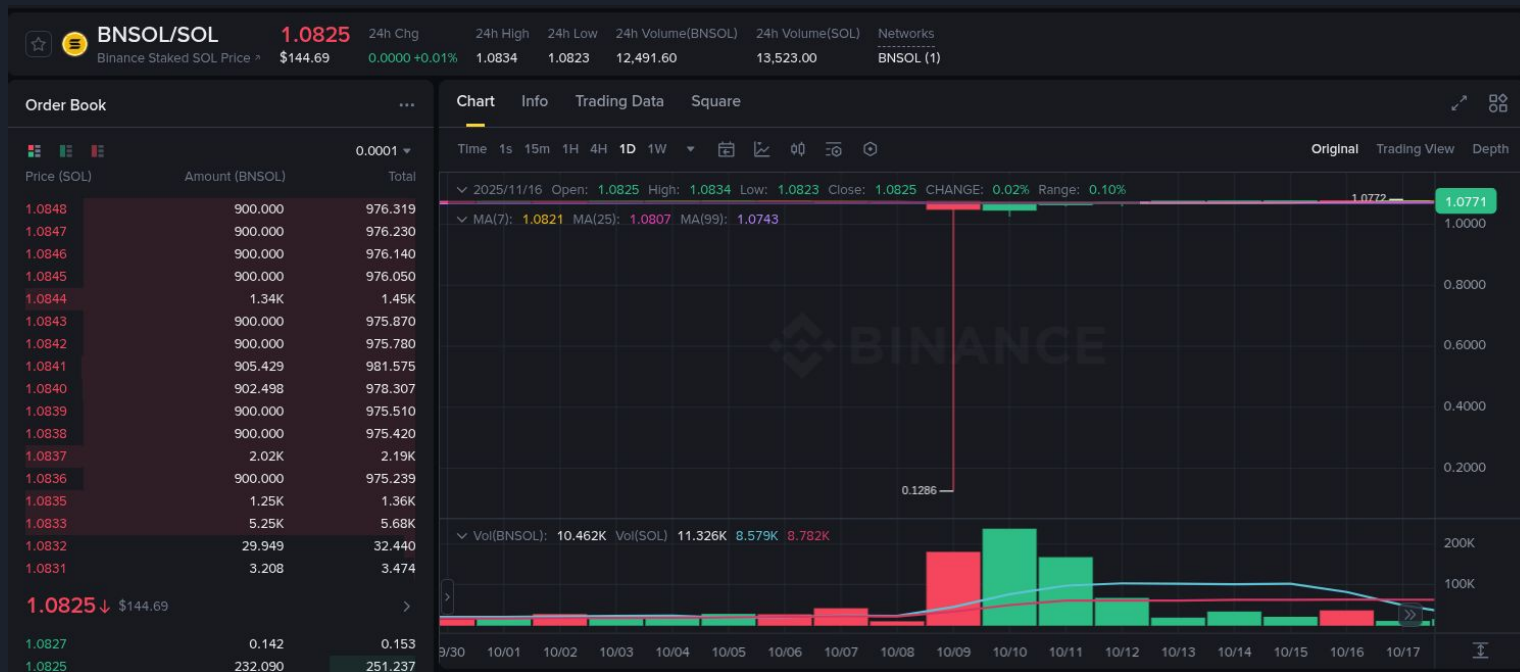 BNSOL/SOL
Binance Staked SOL Price
1.0825
$144.69
24h Chg
0.0000 +0.01%
24h High
1.0834
24h Low
1.0823
24h Volume(BNSOL)
12,491.60
24h Volume(SOL)
13,523.00
Networks
BNSOL (1)
Order Book
0.0001
Price (SOL) Amount (BNSOL) Total
1.0848 900.000 976.319
1.0847 900.000 976.230
1.0846 900.000 976.140
1.0845 900.000 976.050
1.0844 1.34K 1.45K
1.0843 900.000 975.870
1.0842 900.000 975.780
1.0841 905.429 981.575
1.0840 902.498 978.307
1.0839 900.000 975.510
1.0838 900.000 975.420
1.0837 2.02K 2.19K
1.0836 900.000 975.239
1.0835 1.25K 1.36K
1.0833 5.25K 5.68K
1.0832 29.949 32.440
1.0831 3.208 3.474
1.0825↓ $144.69
1.0827 0.142 0.153
1.0825 232.090 251.237
Chart Info Trading Data Square
Time 1s 15m 1H 4H 1D 1W
Original Trading View Depth
2025/11/16 Open: 1.0825 High: 1.0834 Low: 1.0823 Close: 1.0825 CHANGE: 0.02% Range: 0.10%
MA(7): 1.0821 MA(25): 1.0807 MA(99): 1.0743
1.0772
1.0771
1.0000
0.8000
0.6000
0.4000
0.2000
BINANCE
0.1286
Vol(BNSOL): 10.462K Vol(SOL) 11.326K 8.579K 8.782K
200K
100K
9/30 10/01 10/02 10/03 10/04 10/05 10/06 10/07 10/08 10/09 10/10 10/11 10/12 10/13 10/14 10/15 10/16 10/17